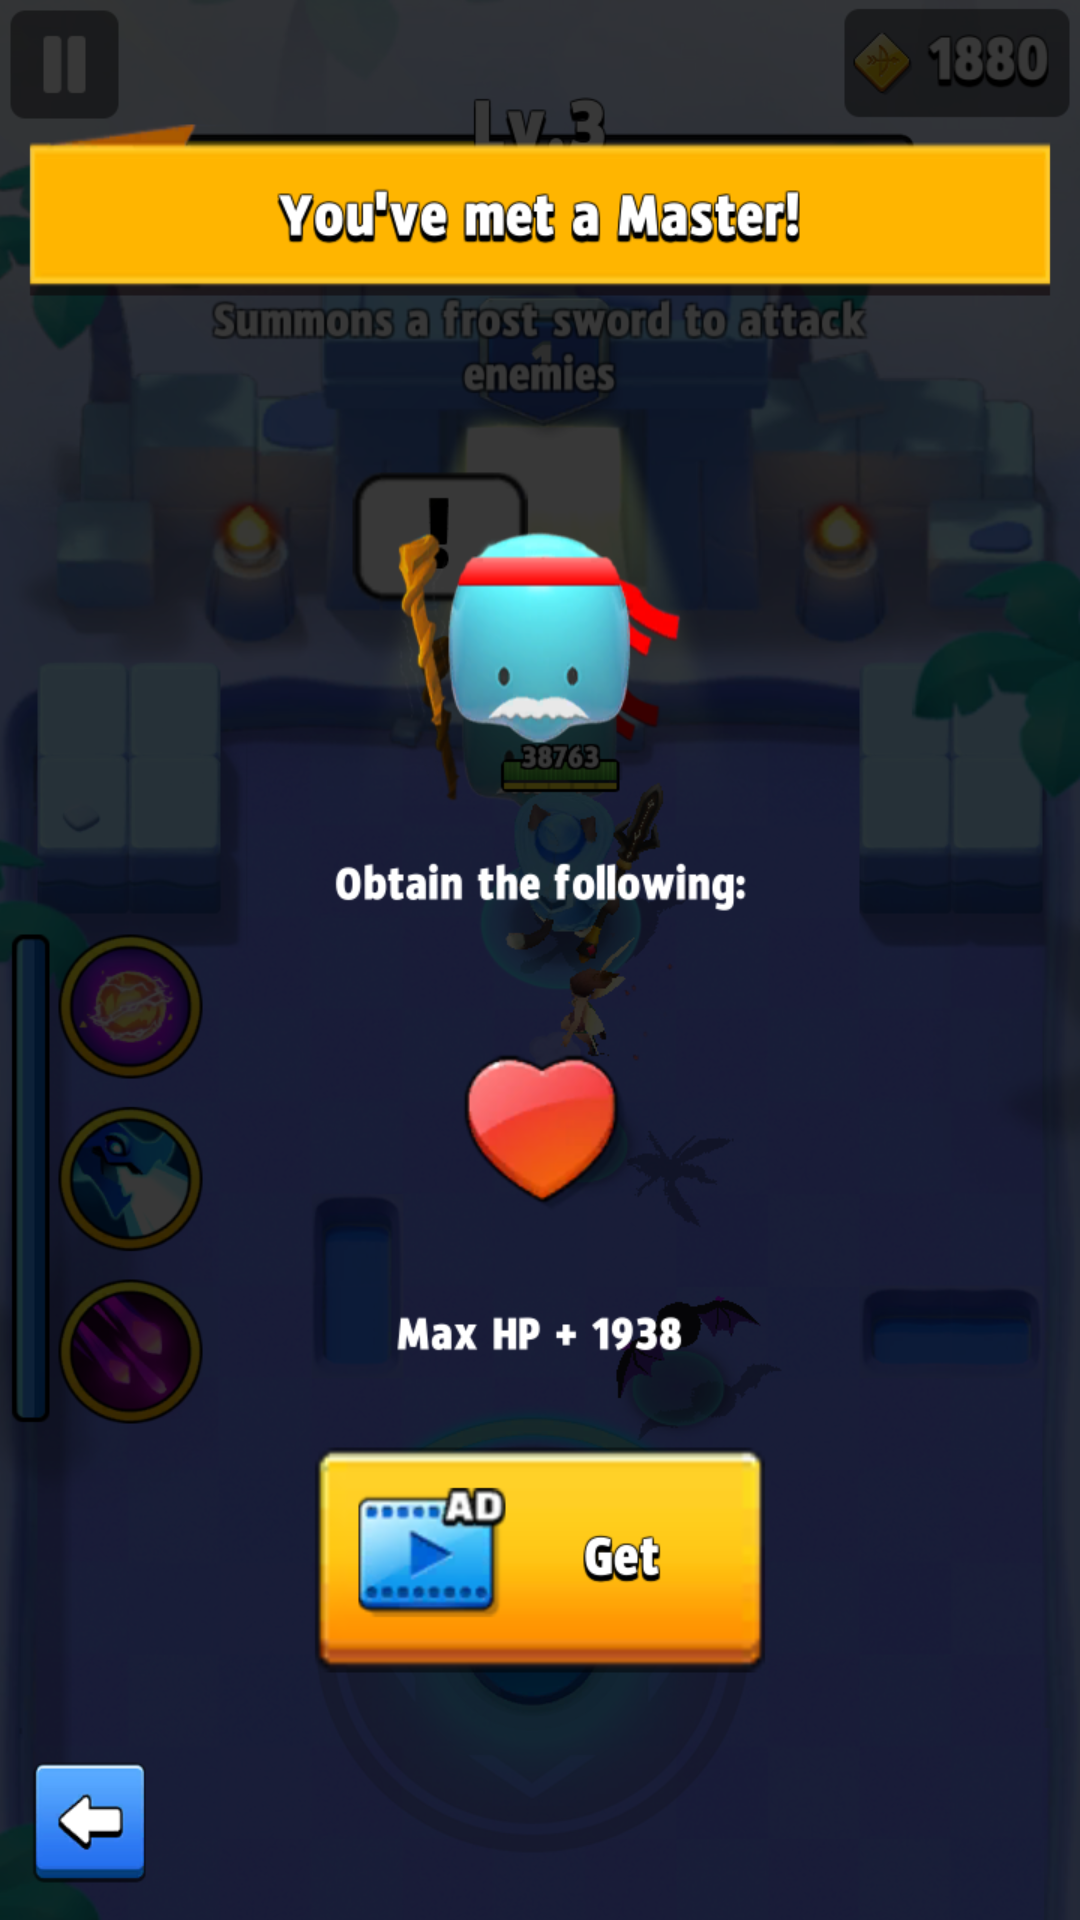 1880
Lv.3
You've met a Master!
Summons a frost sword to attack
enemies
1
!
38763
Obtain the following:
Max HP + 1938
AD
Get